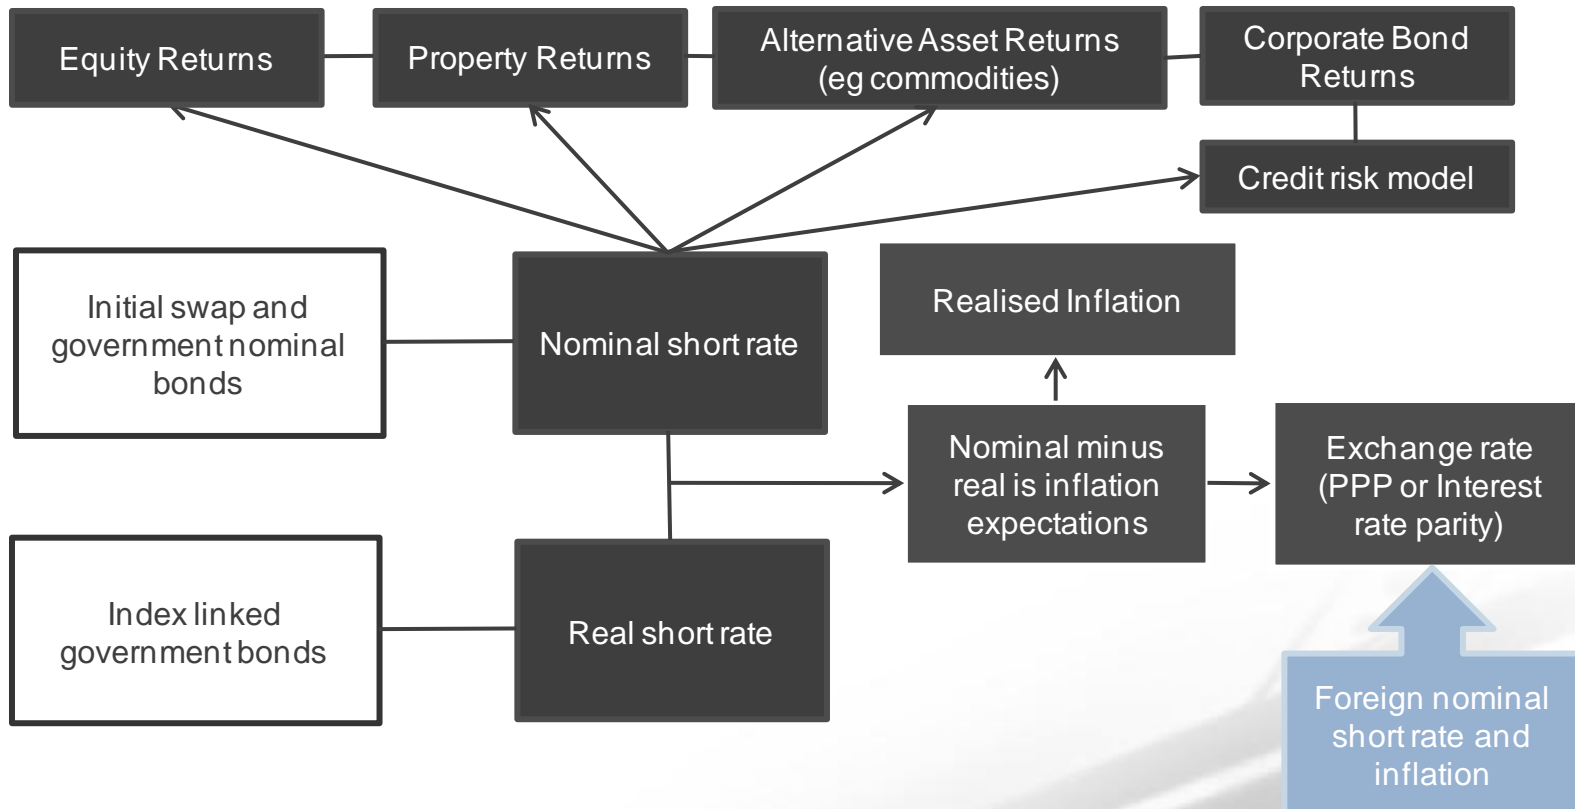 Equity Returns
Property Returns
Alternative Asset Returns
(eg commodities)
Corporate Bond
Returns
Credit risk model
Initial swap and
government nominal
bonds
Nominal short rate
Realised Inflation
Nominal minus
real is inflation
expectations
Exchange rate
(PPP or Interest
rate parity)
Index linked
government bonds
Real short rate
Foreign nominal
short rate and
inflation